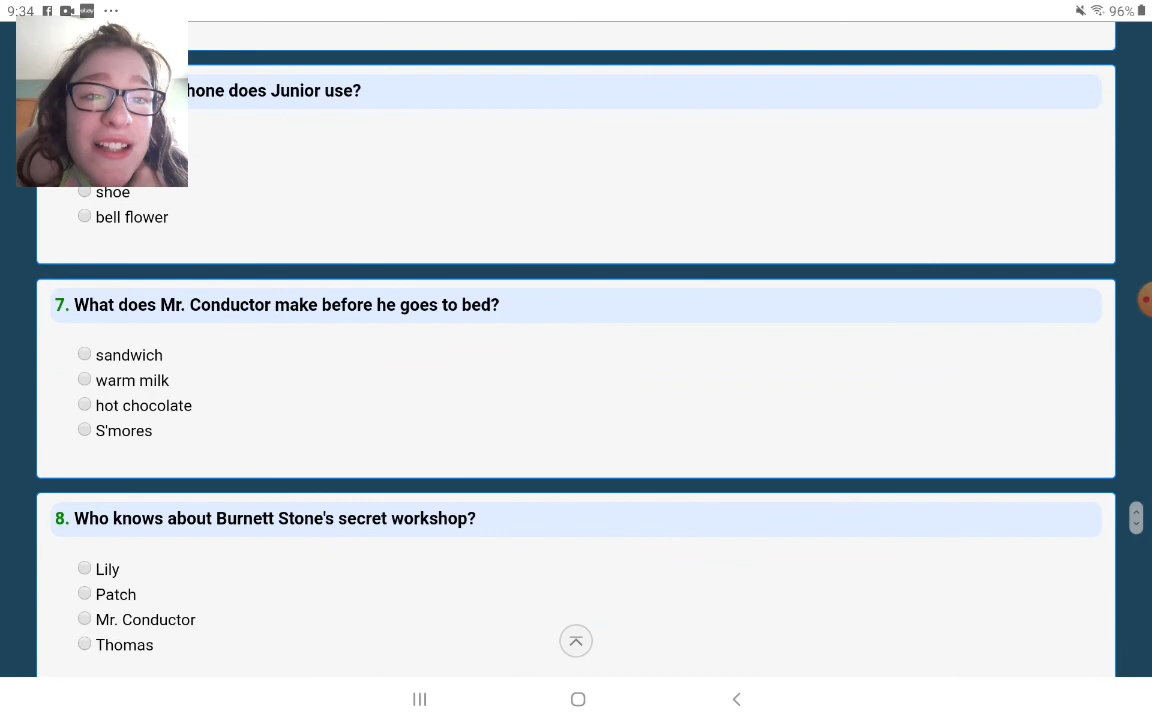 9:34
96%
hone does Junior use?
shoe
bell flower
7. What does Mr. Conductor make before he goes to bed?
sandwich
warm milk
hot chocolate
S'mores
8. Who knows about Burnett Stone's secret workshop?
Lily
Patch
Mr. Conductor
Thomas